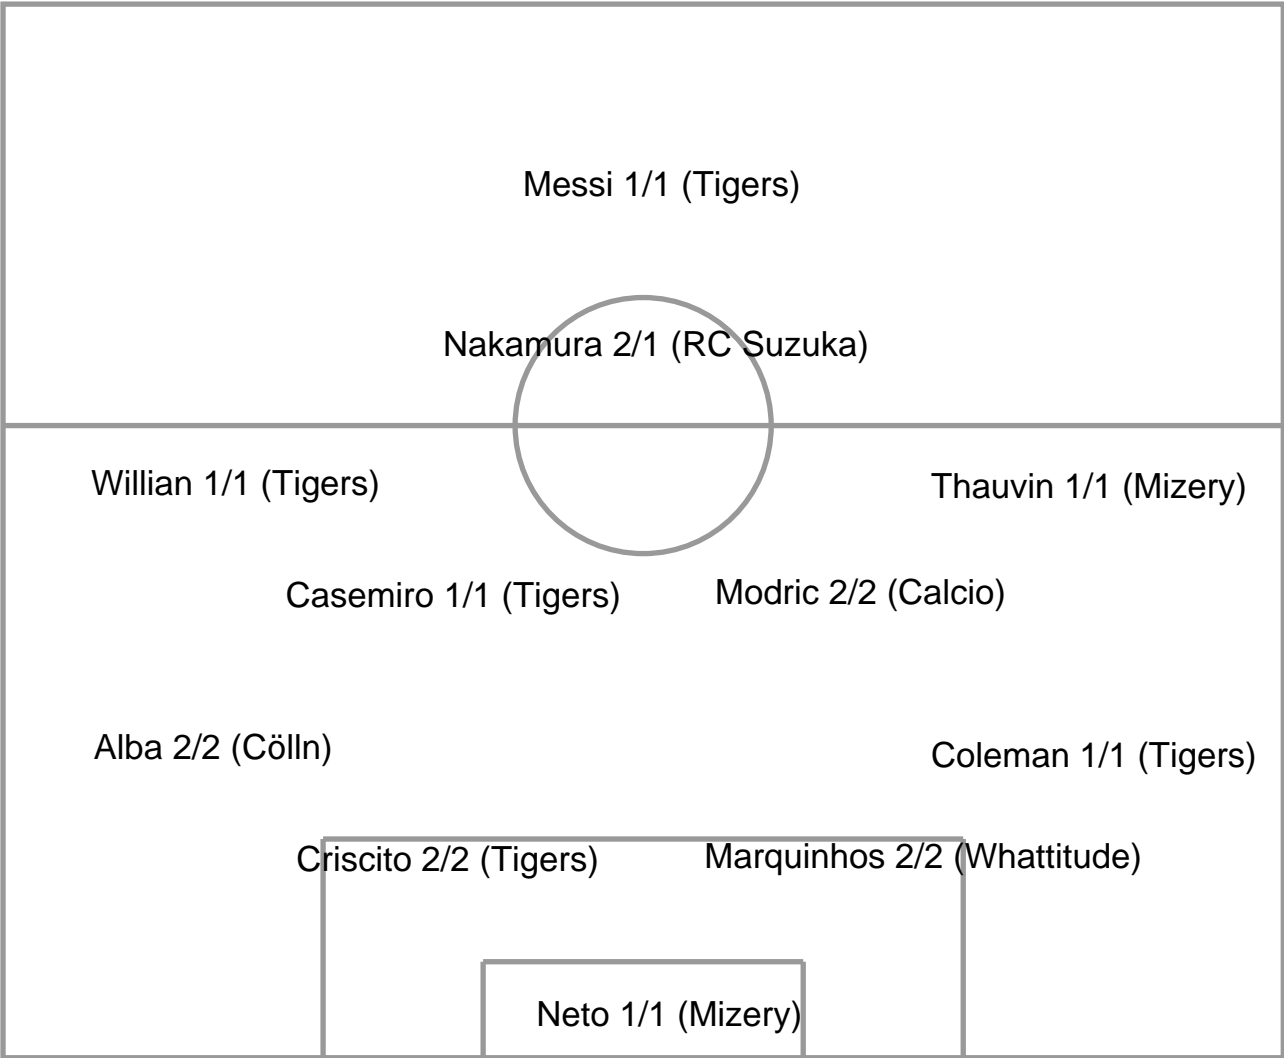 Messi 1/1 (Tigers)
Nakamura 2/1 (RC Suzuka)
Willian 1/1 (Tigers)
Thauvin 1/1 (Mizery)
Casemiro 1/1 (Tigers)
Modric 2/2 (Calcio)
Alba 2/2 (Cölln)
Coleman 1/1 (Tigers)
Criscito 2/2 (Tigers)
Marquinhos 2/2 (Whattitude)
Neto 1/1 (Mizery)